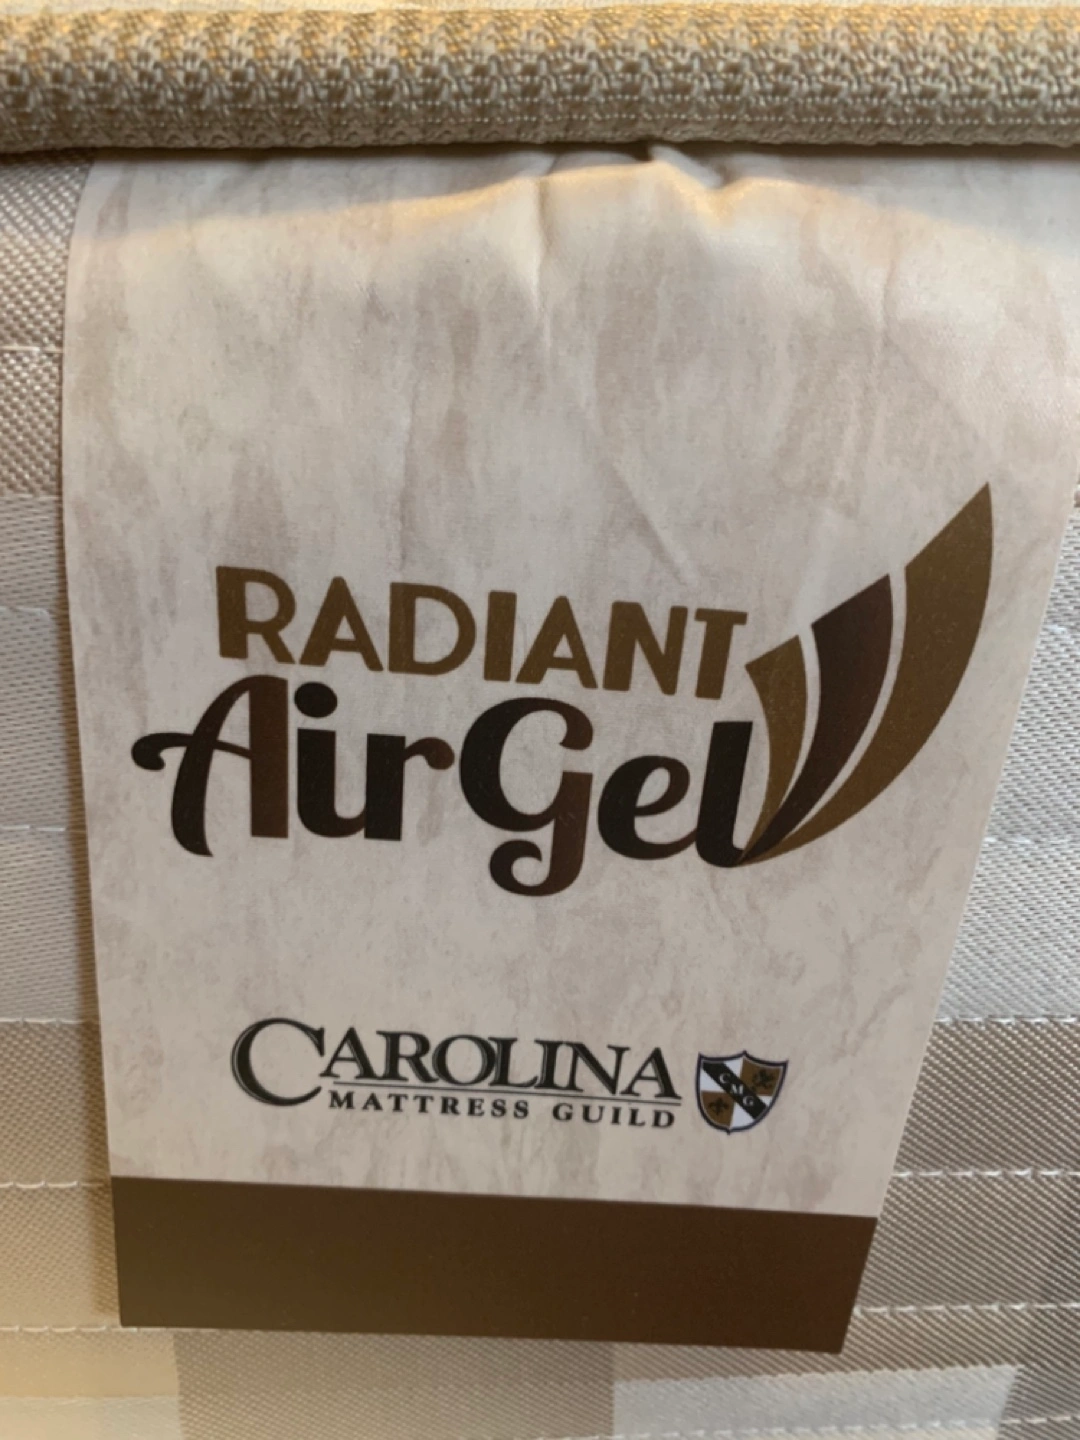 RADIANT
AirGel
CAROLINA
MATTRESS GUILD
CMG